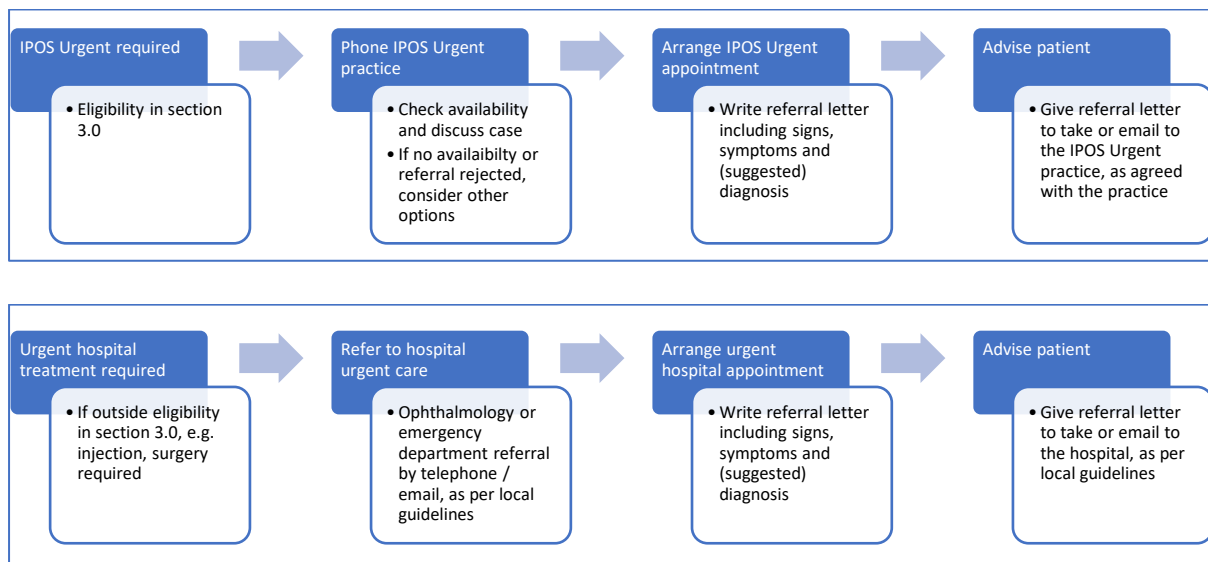 IPOS Urgent required
• Eligibility in section
3.0
Phone IPOS Urgent
practice
• Check availability
and discuss case
• If no availaibilty or
referral rejected,
consider other
options
Arrange IPOS Urgent
appointment
• Write referral letter
including signs,
symptoms and
(suggested)
diagnosis
Advise patient
• Give referral letter
to take or email to
the IPOS Urgent
practice, as agreed
with the practice
Urgent hospital
treatment required
• If outside eligibility
in section 3.0, e.g.
injection, surgery
required
Refer to hospital
urgent care
• Ophthalmology or
emergency
department referral
by telephone /
email, as per local
guidelines
Arrange urgent
hospital appointment
• Write referral letter
including signs,
symptoms and
(suggested)
diagnosis
Advise patient
• Give referral letter
to take or email to
the hospital, as per
local guidelines